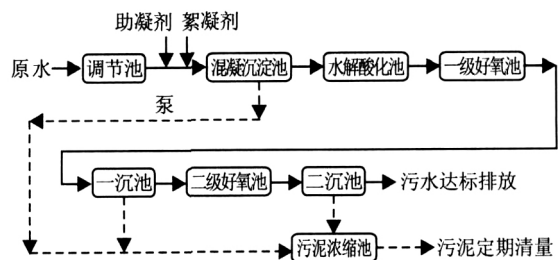 助凝剂 絮凝剂
原水 调节池 混凝沉淀池 水解酸化池 一级好氧池
泵
一沉池 二级好氧池 二沉池 污水达标排放
污泥浓缩池 污泥定期清量